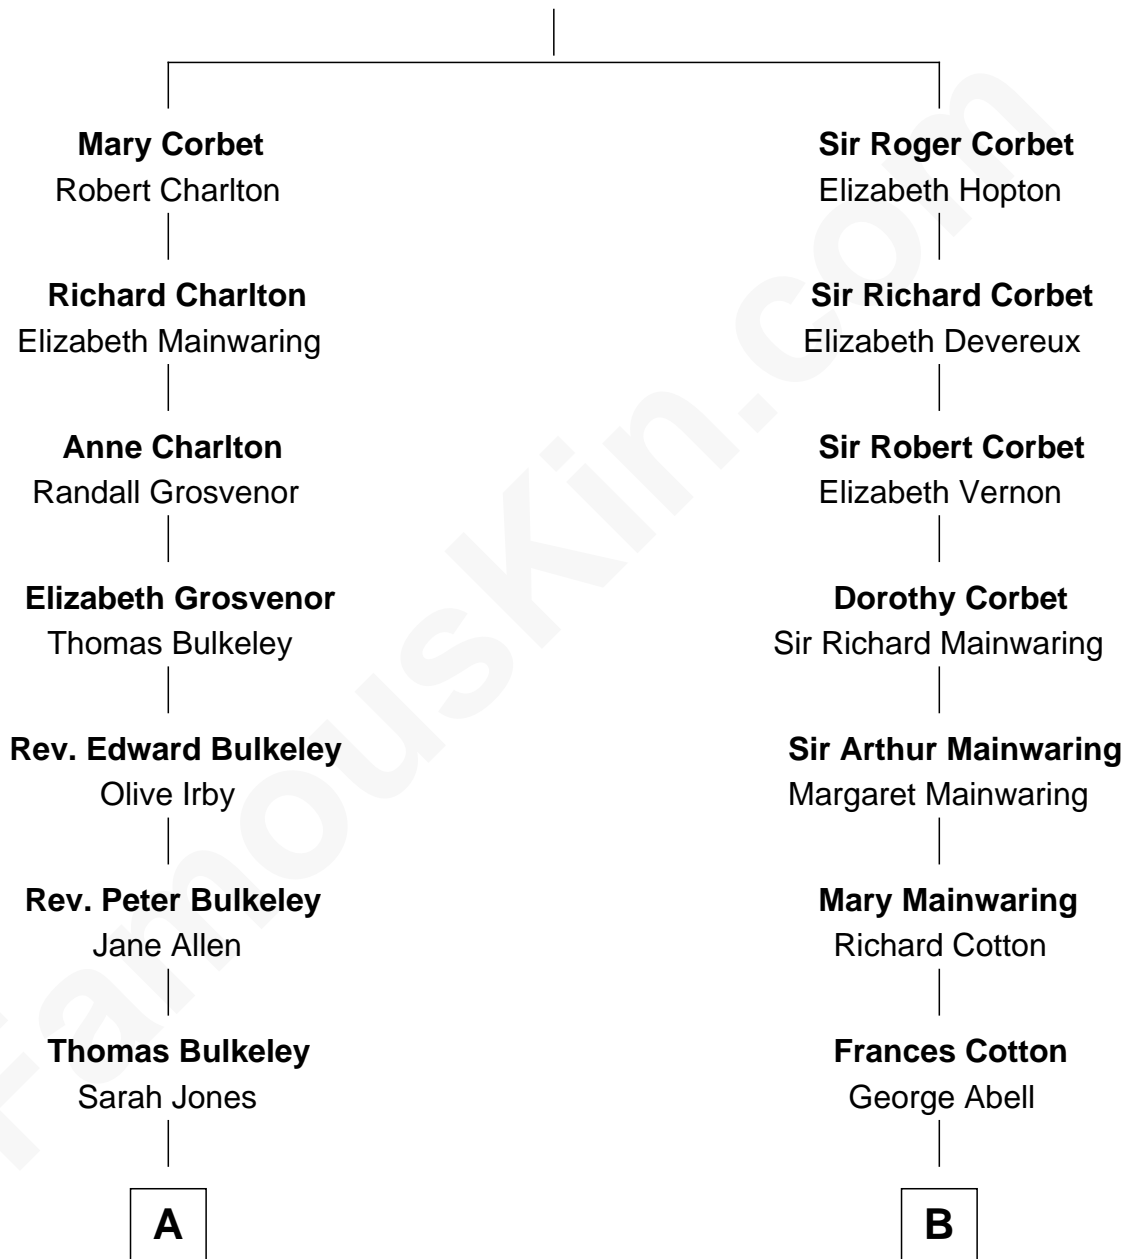 Mary Corbet
Robert Charlton
Richard Charlton
Elizabeth Mainwaring
Anne Charlton
Randall Grosvenor
Elizabeth Grosvenor
Thomas Bulkeley
Rev. Edward Bulkeley
Olive Irby
Rev. Peter Bulkeley
Jane Allen
Thomas Bulkeley
Sarah Jones
A
Sir Roger Corbet
Elizabeth Hopton
Sir Richard Corbet
Elizabeth Devereux
Sir Robert Corbet
Elizabeth Vernon
Dorothy Corbet
Sir Richard Mainwaring
Sir Arthur Mainwaring
Margaret Mainwaring
Mary Mainwaring
Richard Cotton
Frances Cotton
George Abell
B
FamousKin.com